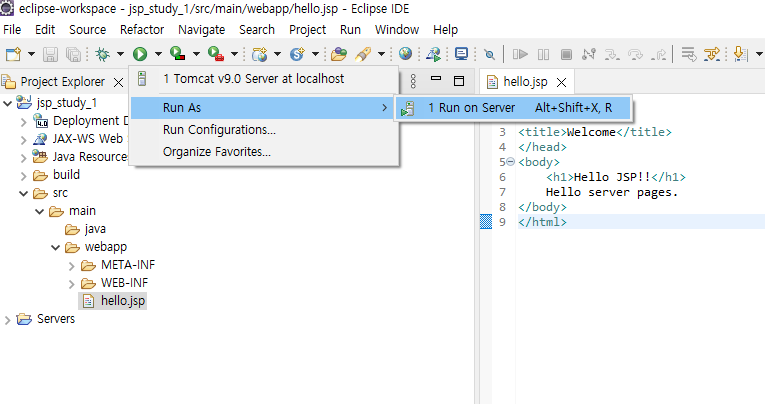 eclipse-workspace - jsp_study_1/src/main/webapp/hello.jsp - Eclipse IDE
File Edit Source Refactor Navigate Search Project Run Window Help
Project Explorer
hello.jsp
1 Tomcat v9.0 Server at localhost
Run As
1 Run on Server Alt+Shift+X, R
Run Configurations...
Organize Favorites...
jsp_study_1
Deployment D
JAX-WS Web
Java Resource
build
src
main
java
webapp
META-INF
WEB-INF
hello.jsp
Servers
3 <title>Welcome</title>
4 </head>
5 <body>
6 <h1>Hello JSP!!</h1>
7 Hello server pages.
8 </body>
9 </html>